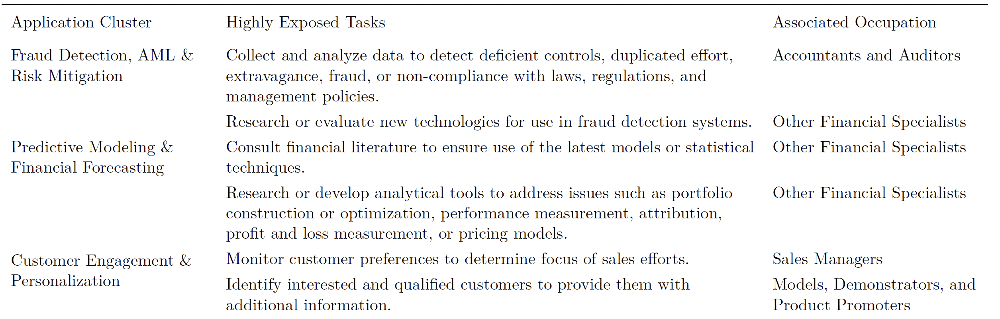 Application Cluster
Highly Exposed Tasks
Associated Occupation
Fraud Detection, AML &
Risk Mitigation
Collect and analyze data to detect deficient controls, duplicated effort,
extravagance, fraud, or non-compliance with laws, regulations, and
management policies.
Accountants and Auditors
Research or evaluate new technologies for use in fraud detection systems.
Other Financial Specialists
Predictive Modeling &
Financial Forecasting
Consult financial literature to ensure use of the latest models or statistical
techniques.
Other Financial Specialists
Research or develop analytical tools to address issues such as portfolio
construction or optimization, performance measurement, attribution,
profit and loss measurement, or pricing models.
Other Financial Specialists
Customer Engagement &
Personalization
Monitor customer preferences to determine focus of sales efforts.
Sales Managers
Identify interested and qualified customers to provide them with
additional information.
Models, Demonstrators, and
Product Promoters